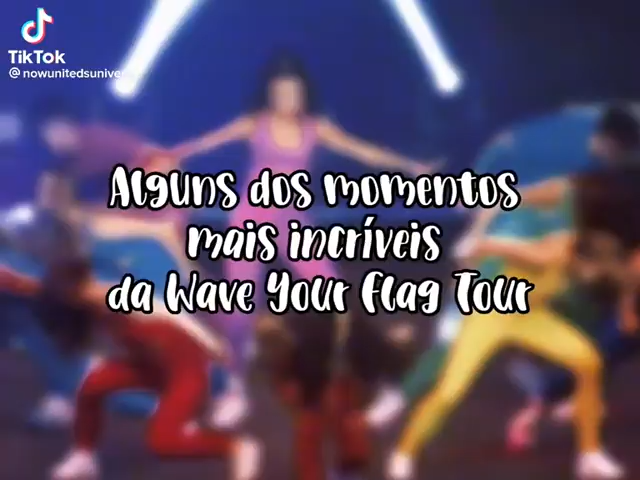 TikTok
@nowunitedsunive
Alguns dos momentos
mais incríveis
da Wave Your Flag Tour